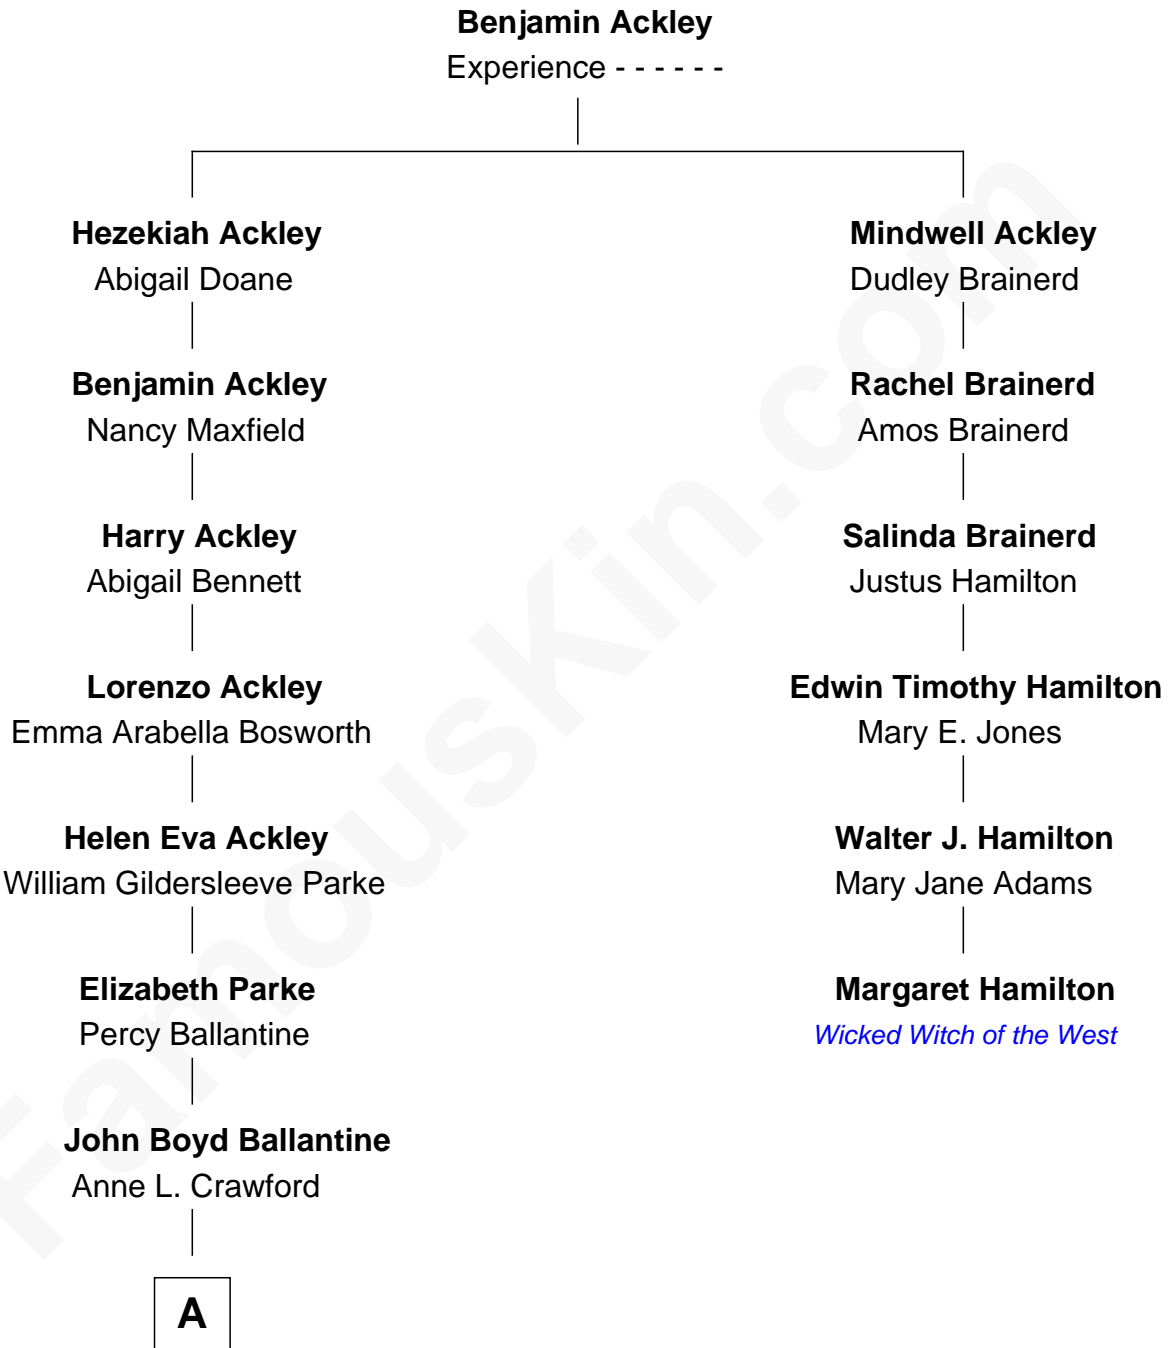 Benjamin Ackley
Experience - - - - - -
Hezekiah Ackley
Abigail Doane
Mindwell Ackley
Dudley Brainerd
Benjamin Ackley
Nancy Maxfield
Rachel Brainerd
Amos Brainerd
Harry Ackley
Abigail Bennett
Salinda Brainerd
Justus Hamilton
Lorenzo Ackley
Emma Arabella Bosworth
Edwin Timothy Hamilton
Mary E. Jones
Helen Eva Ackley
William Gildersleeve Parke
Walter J. Hamilton
Mary Jane Adams
Elizabeth Parke
Percy Ballantine
Margaret Hamilton
Wicked Witch of the West
John Boyd Ballantine
Anne L. Crawford
A
FamousKin.com